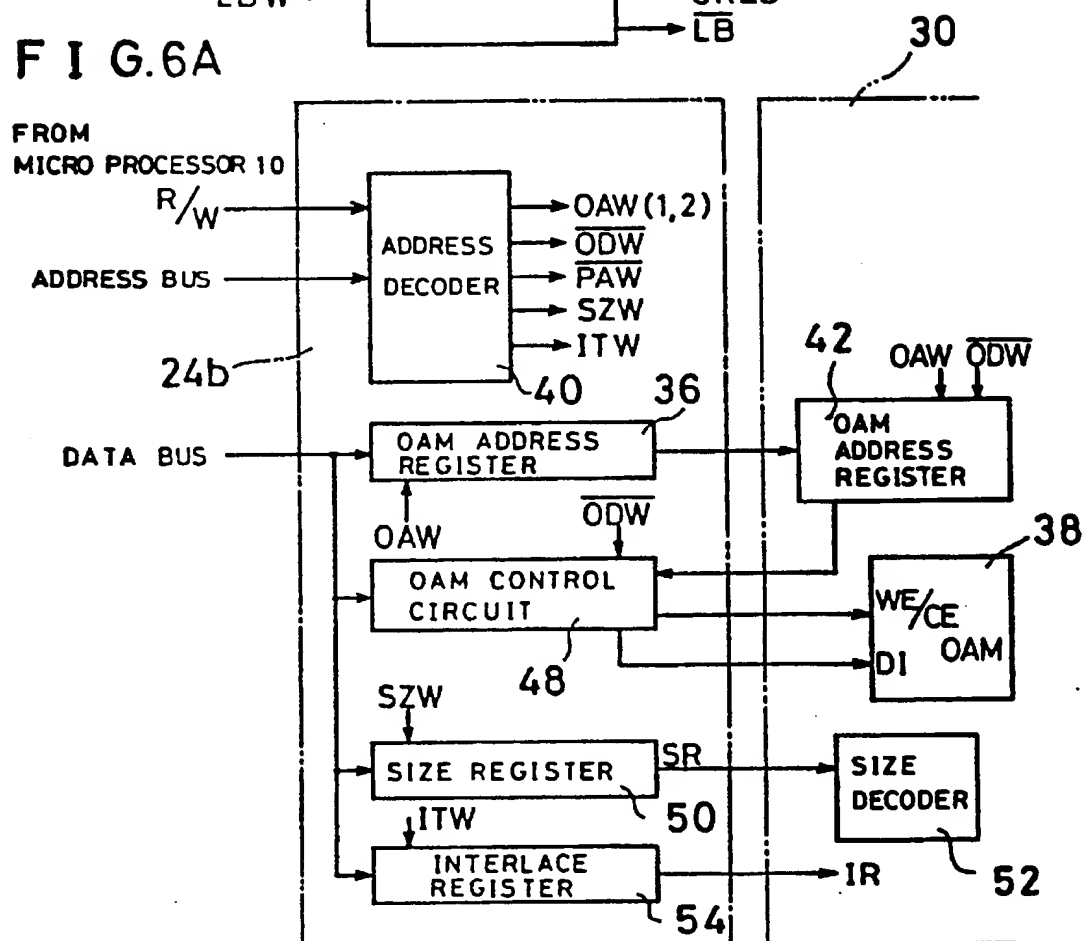 LB
F I G.6A
30
FROM
MICRO PROCESSOR 10
R/W
ADDRESS BUS
ADDRESS
DECODER
40
OAW(1,2)
ODW
PAW
SZW
ITW
24b
DATA BUS
36
OAM ADDRESS
REGISTER
OAW
42
OAW ODW
OAM
ADDRESS
REGISTER
ODW
OAM CONTROL
CIRCUIT
48
38
WE/CE
OAM
DI
SZW
SIZE REGISTER
50
SR
SIZE
DECODER
52
ITW
INTERLACE
REGISTER
54
IR